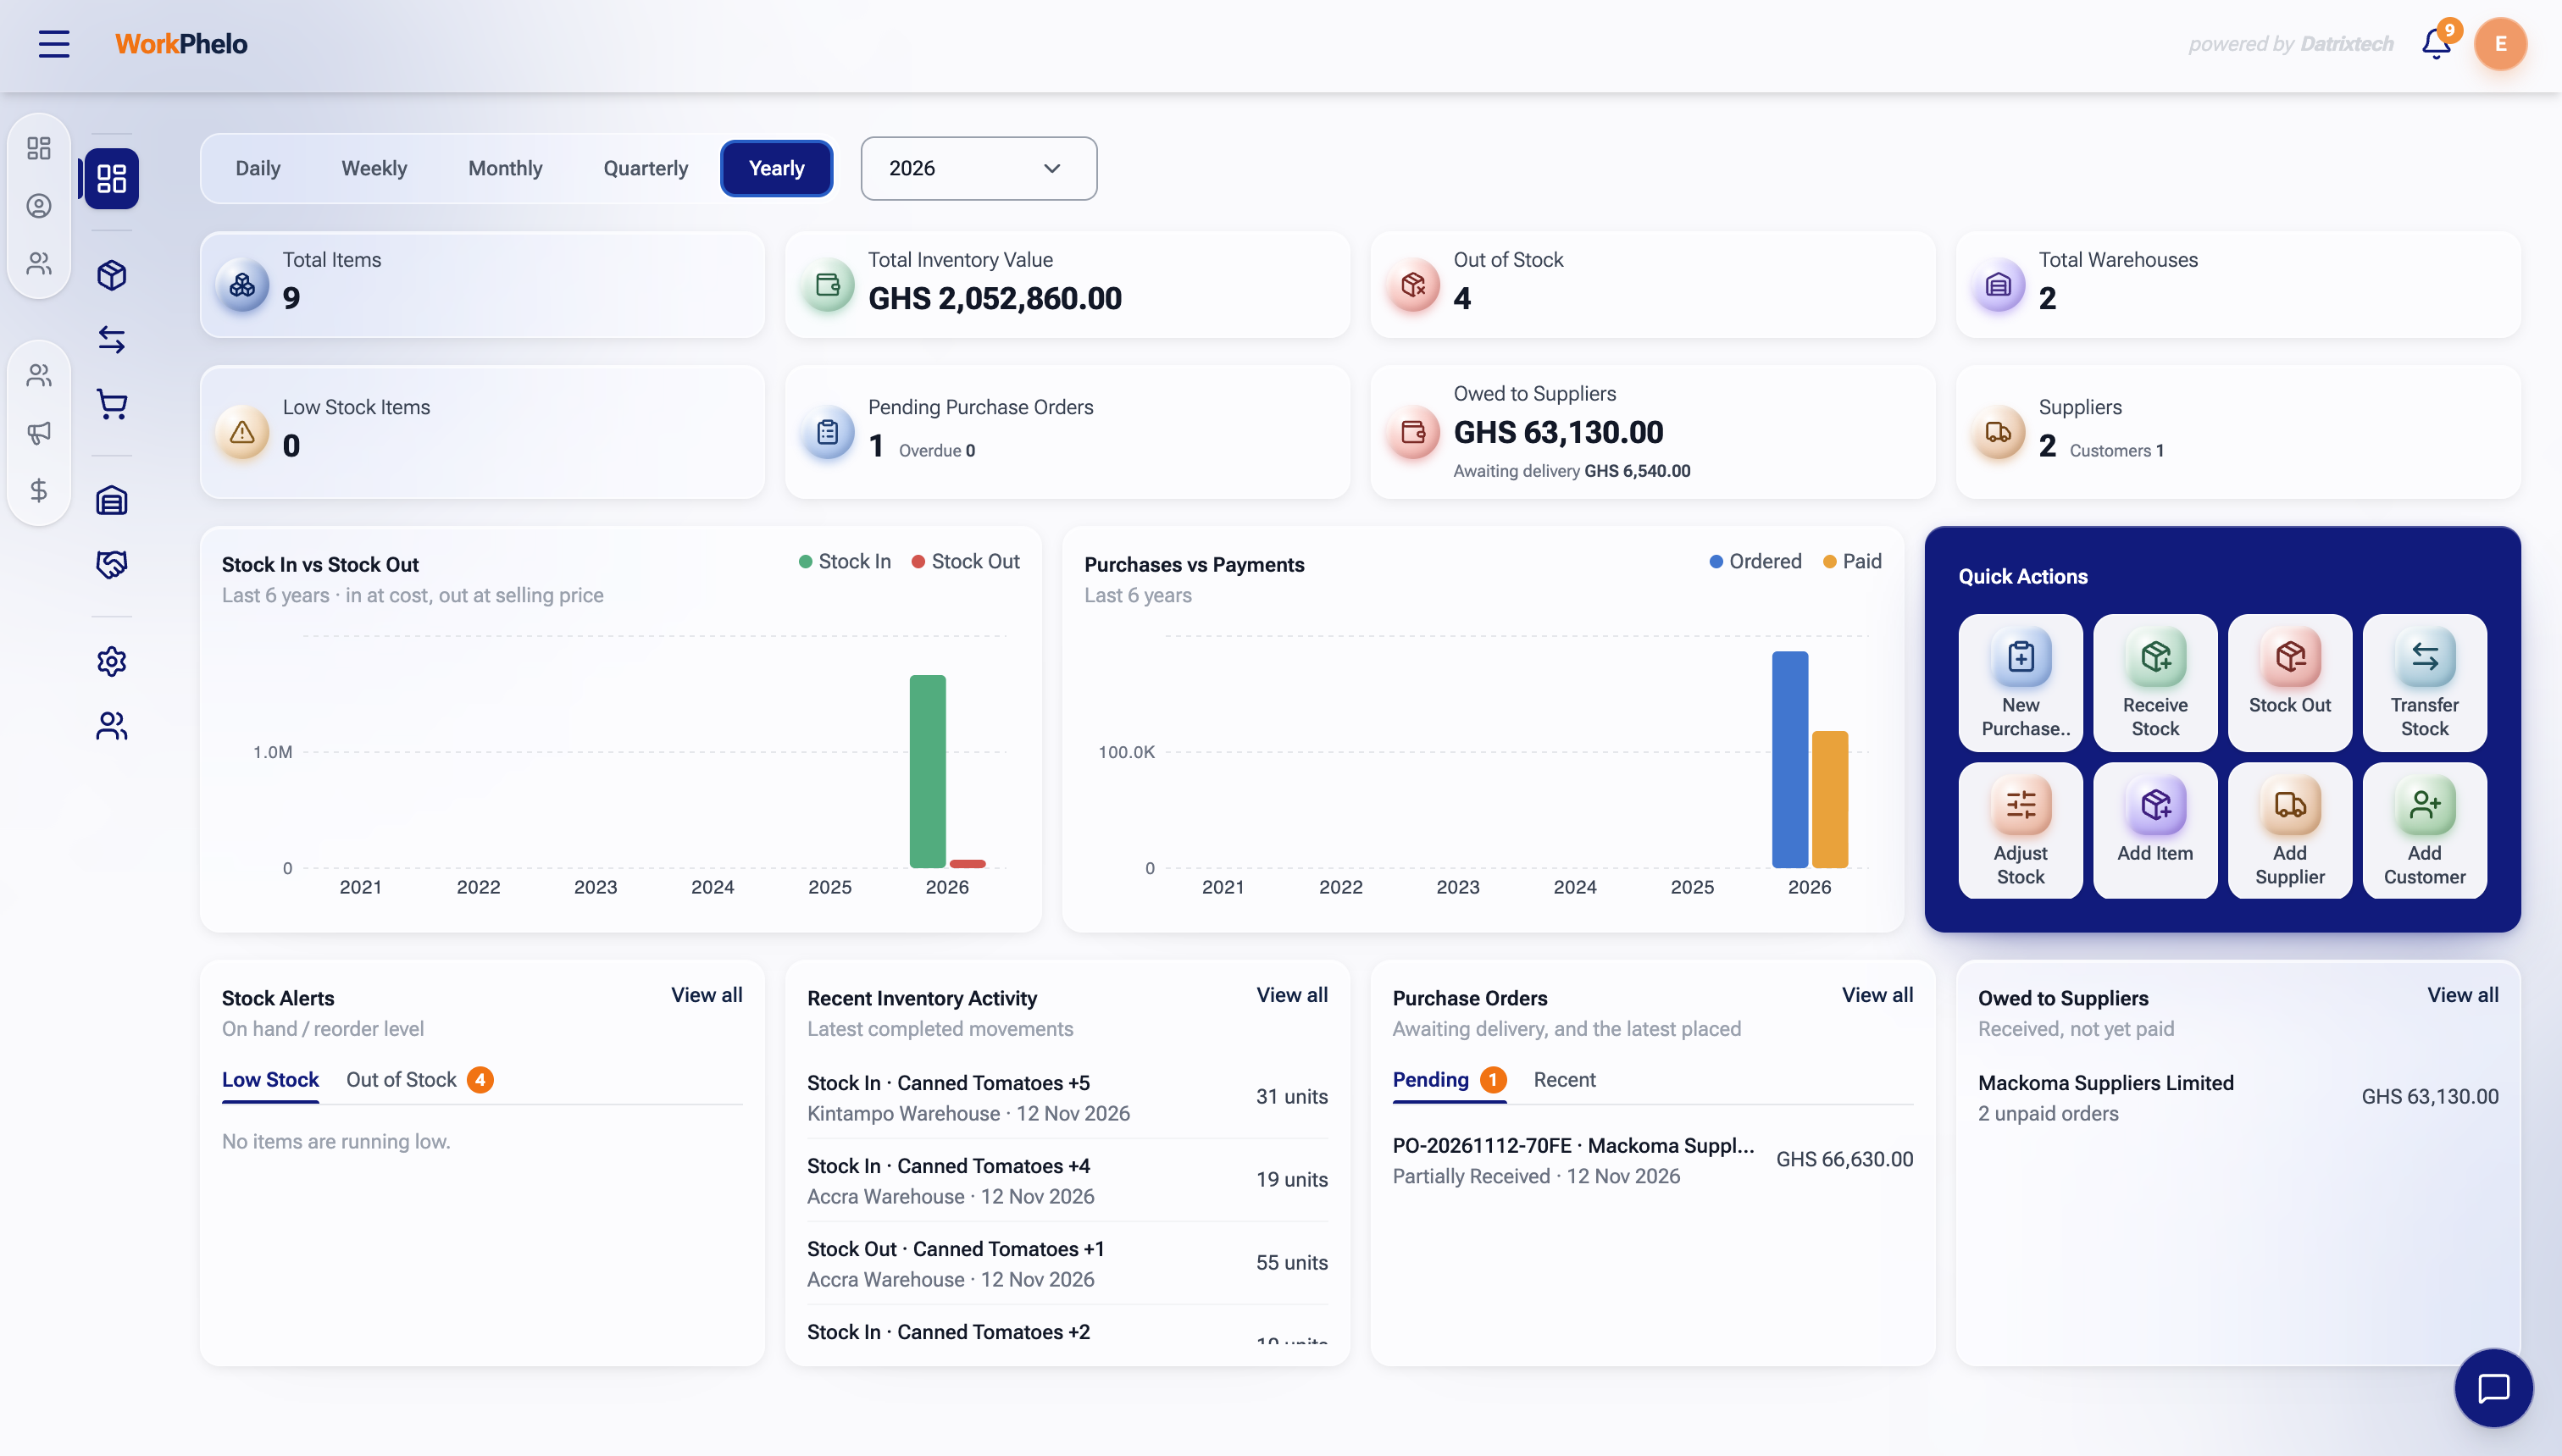 WorkPhelo
powered by Datrixtech
9
E
Daily
Weekly
Monthly
Quarterly
Yearly
2026
Total Items
9
Total Inventory Value
GHS 2,052,860.00
Out of Stock
4
Total Warehouses
2
Low Stock Items
0
Pending Purchase Orders
1 Overdue 0
Owed to Suppliers
GHS 63,130.00
Awaiting delivery GHS 6,540.00
Suppliers
2 Customers 1
Stock In vs Stock Out
Stock In
Stock Out
Last 6 years · in at cost, out at selling price
1.0M
0
2021 2022 2023 2024 2025 2026
Purchases vs Payments
Ordered
Paid
Last 6 years
100.0K
0
2021 2022 2023 2024 2025 2026
Quick Actions
New
Purchase..
Receive
Stock
Stock Out
Transfer
Stock
Adjust
Stock
Add Item
Add
Supplier
Add
Customer
Stock Alerts
View all
On hand / reorder level
Low Stock
Out of Stock 4
No items are running low.
Recent Inventory Activity
View all
Latest completed movements
Stock In · Canned Tomatoes +5
Kintampo Warehouse · 12 Nov 2026
31 units
Stock In · Canned Tomatoes +4
Accra Warehouse · 12 Nov 2026
19 units
Stock Out · Canned Tomatoes +1
Accra Warehouse · 12 Nov 2026
55 units
Stock In · Canned Tomatoes +2
Purchase Orders
View all
Awaiting delivery, and the latest placed
Pending 1
Recent
PO-20261112-70FE · Mackoma Suppl...
Partially Received · 12 Nov 2026
GHS 66,630.00
Owed to Suppliers
View all
Received, not yet paid
Mackoma Suppliers Limited
2 unpaid orders
GHS 63,130.00